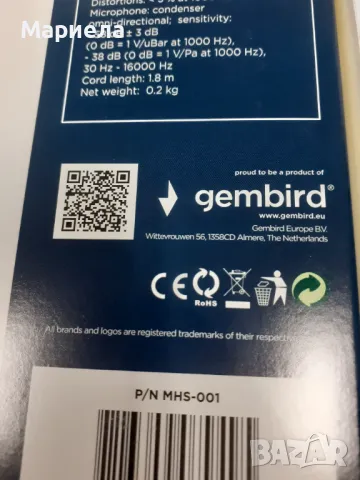 Мариела
Distortions:
Microphone: condenser
omni-directional; sensitivity:
± 3 dB
(0 dB = 1 V/uBar at 1000 Hz),
- 38 dB (0 dB = 1 V/Pa at 1000 Hz)
30 Hz - 16000 Hz
Cord length: 1.8 m
Net weight: 0.2 kg
proud to be a product of
gembird®
www.gembird.eu
Gembird Europe B.V.
Wittevrouwen 56, 1358CD Almere, The Netherlands
CE
RoHS
All brands and logos are registered trademarks of their respective
P/N MHS-001
BAZAR